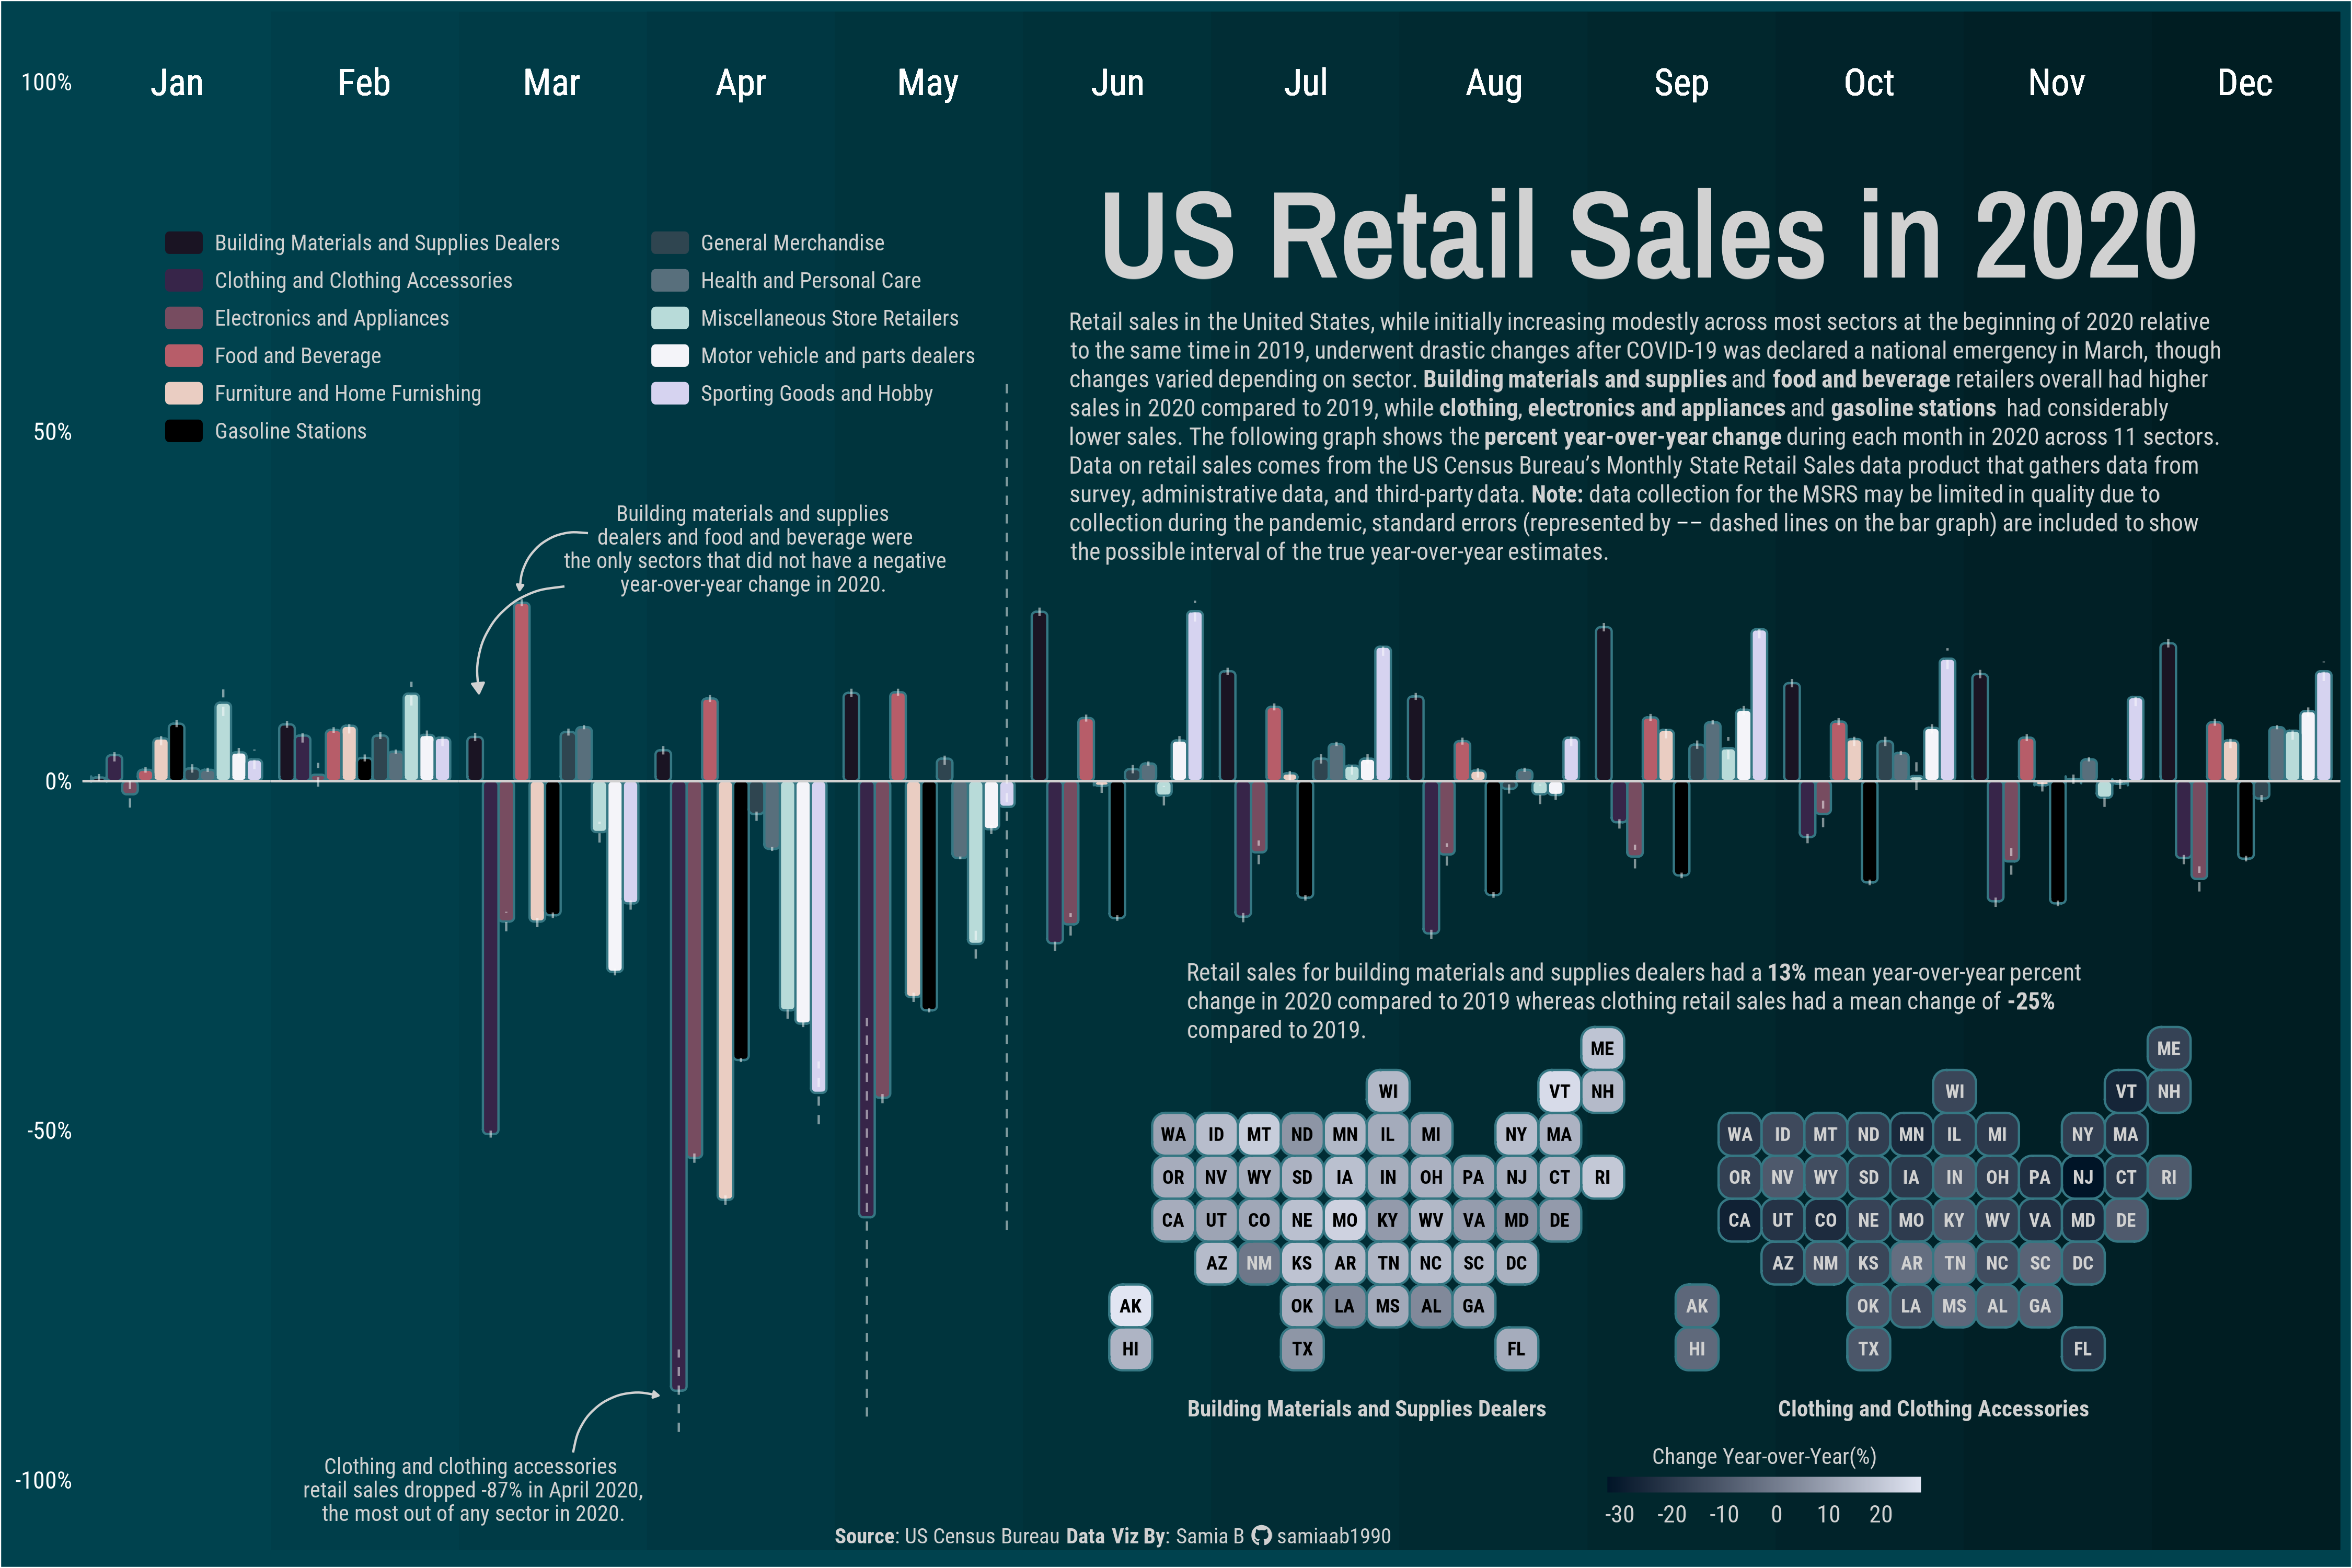 100%
Jan Feb Mar Apr May Jun Jul Aug Sep Oct Nov Dec
US Retail Sales in 2020
Building Materials and Supplies Dealers
Clothing and Clothing Accessories
Electronics and Appliances
Food and Beverage
Furniture and Home Furnishing
Gasoline Stations
General Merchandise
Health and Personal Care
Miscellaneous Store Retailers
Motor vehicle and parts dealers
Sporting Goods and Hobby
Retail sales in the United States, while initially increasing modestly across most sectors at the beginning of 2020 relative
to the same time in 2019, underwent drastic changes after COVID-19 was declared a national emergency in March, though
changes varied depending on sector. Building materials and supplies and food and beverage retailers overall had higher
sales in 2020 compared to 2019, while clothing, electronics and appliances and gasoline stations had considerably
lower sales. The following graph shows the percent year-over-year change during each month in 2020 across 11 sectors.
Data on retail sales comes from the US Census Bureau's Monthly State Retail Sales data product that gathers data from
survey, administrative data, and third-party data. Note: data collection for the MSRS may be limited in quality due to
collection during the pandemic, standard errors (represented by −− dashed lines on the bar graph) are included to show
the possible interval of the true year-over-year estimates.
50%
Building materials and supplies
dealers and food and beverage were
the only sectors that did not have a negative
year-over-year change in 2020.
0%
Retail sales for building materials and supplies dealers had a 13% mean year-over-year percent
change in 2020 compared to 2019 whereas clothing retail sales had a mean change of -25%
compared to 2019.
-50%
ME
WI VT NH
WA ID MT ND MN IL MI NY MA
OR NV WY SD IA IN OH PA NJ CT RI
CA UT CO NE MO KY WV VA MD DE
AZ NM KS AR TN NC SC DC
AK OK LA MS AL GA
HI TX FL
Building Materials and Supplies Dealers
ME
WI VT NH
WA ID MT ND MN IL MI NY MA
OR NV WY SD IA IN OH PA NJ CT RI
CA UT CO NE MO KY WV VA MD DE
AZ NM KS AR TN NC SC DC
AK OK LA MS AL GA
HI TX FL
Clothing and Clothing Accessories
Change Year-over-Year(%)
-30 -20 -10 0 10 20
-100%
Clothing and clothing accessories
retail sales dropped -87% in April 2020,
the most out of any sector in 2020.
Source: US Census Bureau Data Viz By: Samia B samiaab1990